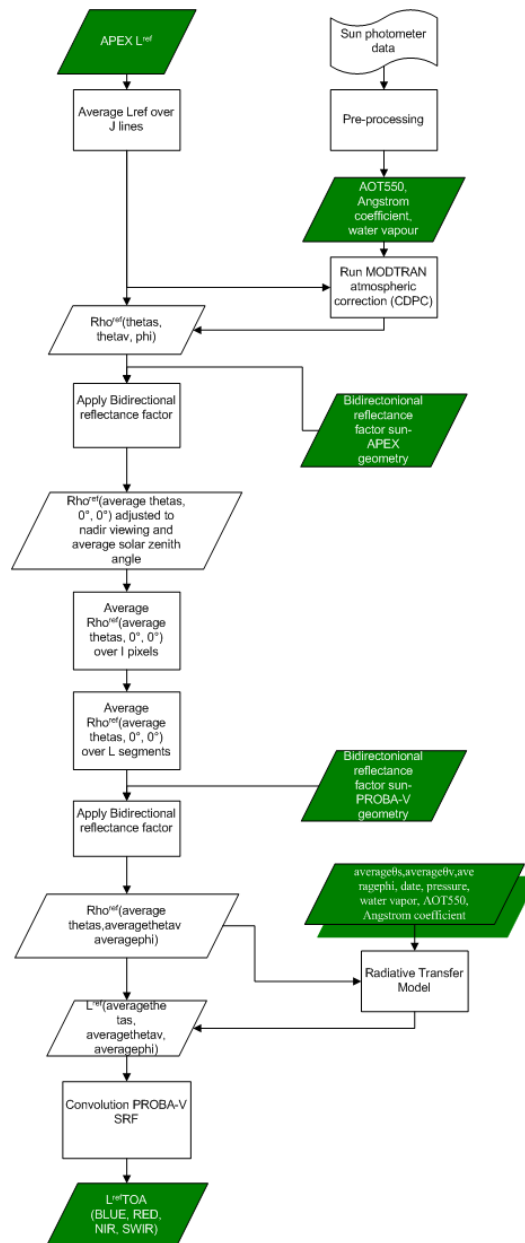 APEX L^ref
Sun photometer
data
Average Lref over
J lines
Pre-processing
AOT550,
Angstrom
coefficient,
water vapour
Run MODTRAN
atmospheric
correction (CDPC)
Rho^ref(thetas,
thetav, phi)
Apply Bidirectional
reflectance factor
Bidirectonional
reflectance
factor sun-
APEX
geometry
Rho^ref(average thetas,
0°, 0°) adjusted to
nadir viewing and
average solar zenith
angle
Average
Rho^ref(average
thetas, 0°, 0°)
over I pixels
Average
Rho^ref(average
thetas, 0°, 0°)
over L segments
Bidirectonional
reflectance
factor sun-
PROBA-V
geometry
Apply Bidirectional
reflectance factor
averageθs,averageθv,ave
ragephi, date, pressure,
water vapor, AOT550,
Angstrom coefficient
Rho^ref(average
thetas,averagethetav
averagephi)
Radiative Transfer
Model
L^ref(averagethe
tas,
averagethetav,
averagephi)
Convolution PROBA-V
SRF
L^refTOA
(BLUE, RED,
NIR, SWIR)